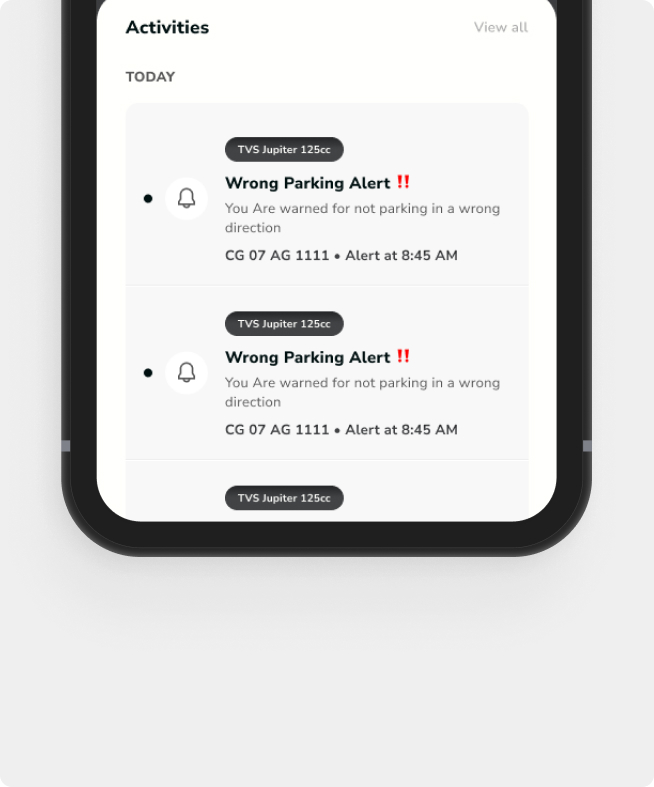 Activities
View all
TODAY
TVS Jupiter 125cc
Wrong Parking Alert ‼️
You Are warned for not parking in a wrong
direction
CG 07 AG 1111 • Alert at 8:45 AM
TVS Jupiter 125cc
Wrong Parking Alert ‼️
You Are warned for not parking in a wrong
direction
CG 07 AG 1111 • Alert at 8:45 AM
TVS Jupiter 125cc